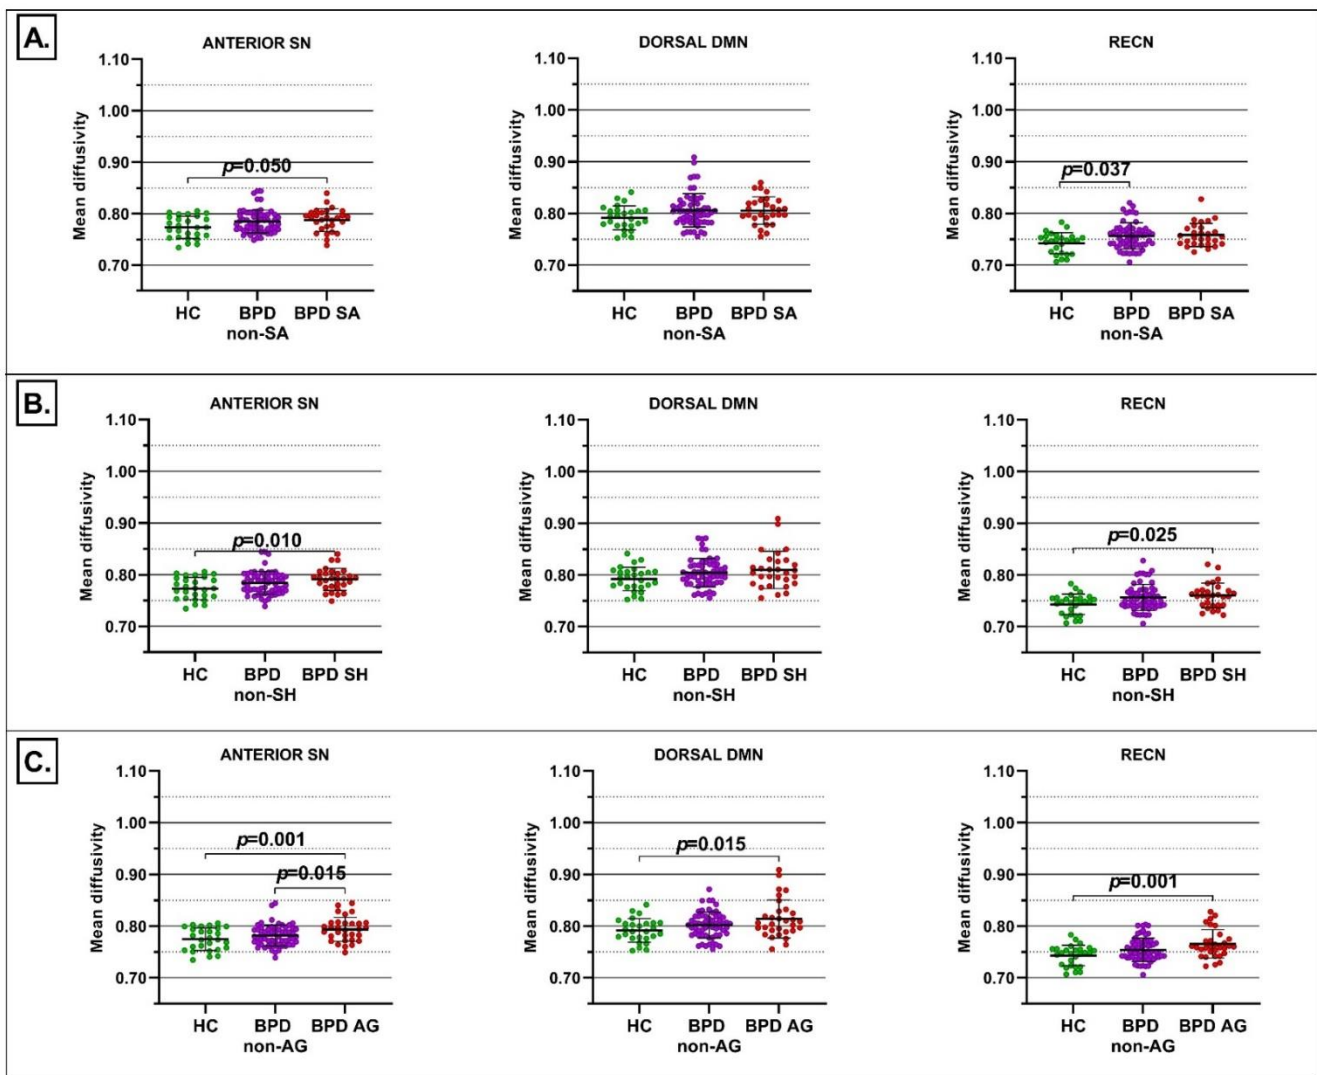 A.
ANTERIOR SN
DORSAL DMN
RECN
Mean diffusivity
1.10
1.00
0.90
0.80
0.70
p=0.050
HC
BPD
non-SA
BPD SA
Mean diffusivity
1.10
1.00
0.90
0.80
0.70
HC
BPD
non-SA
BPD SA
Mean diffusivity
1.10
1.00
0.90
0.80
0.70
p=0.037
HC
BPD
non-SA
BPD SA
B.
ANTERIOR SN
DORSAL DMN
RECN
Mean diffusivity
1.10
1.00
0.90
0.80
0.70
p=0.010
HC
BPD
non-SH
BPD SH
Mean diffusivity
1.10
1.00
0.90
0.80
0.70
HC
BPD
non-SH
BPD SH
Mean diffusivity
1.10
1.00
0.90
0.80
0.70
p=0.025
HC
BPD
non-SH
BPD SH
C.
ANTERIOR SN
DORSAL DMN
RECN
Mean diffusivity
1.10
1.00
0.90
0.80
0.70
p=0.001
p=0.015
HC
BPD
non-AG
BPD AG
Mean diffusivity
1.10
1.00
0.90
0.80
0.70
p=0.015
HC
BPD
non-AG
BPD AG
Mean diffusivity
1.10
1.00
0.90
0.80
0.70
p=0.001
HC
BPD
non-AG
BPD AG